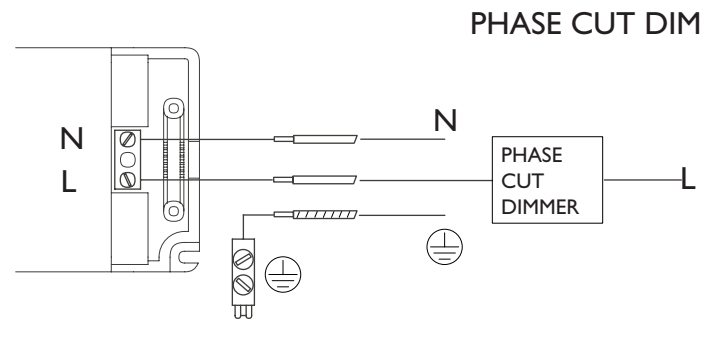 PHASE CUT DIM
N
N
L
PHASE
CUT
DIMMER
L